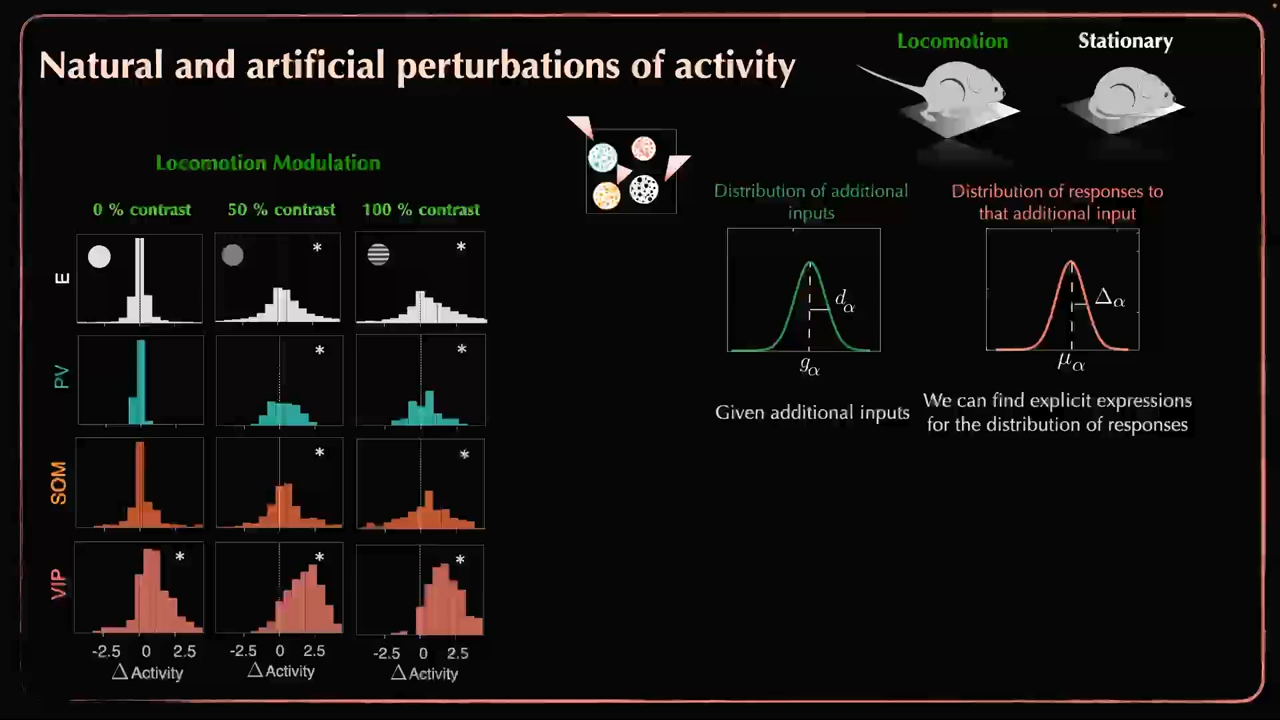 Natural and artificial perturbations of activity
Locomotion
Stationary
Locomotion Modulation
0 % contrast
50 % contrast
100 % contrast
E
*
*
PV
*
*
SOM
*
*
VIP
*
*
*
-2.5 0 2.5
Δ Activity
-2.5 0 2.5
Δ Activity
-2.5 0 2.5
Δ Activity
Distribution of additional
inputs
dα
gα
Given additional inputs
Distribution of responses to
that additional input
Δα
μα
We can find explicit expressions
for the distribution of responses